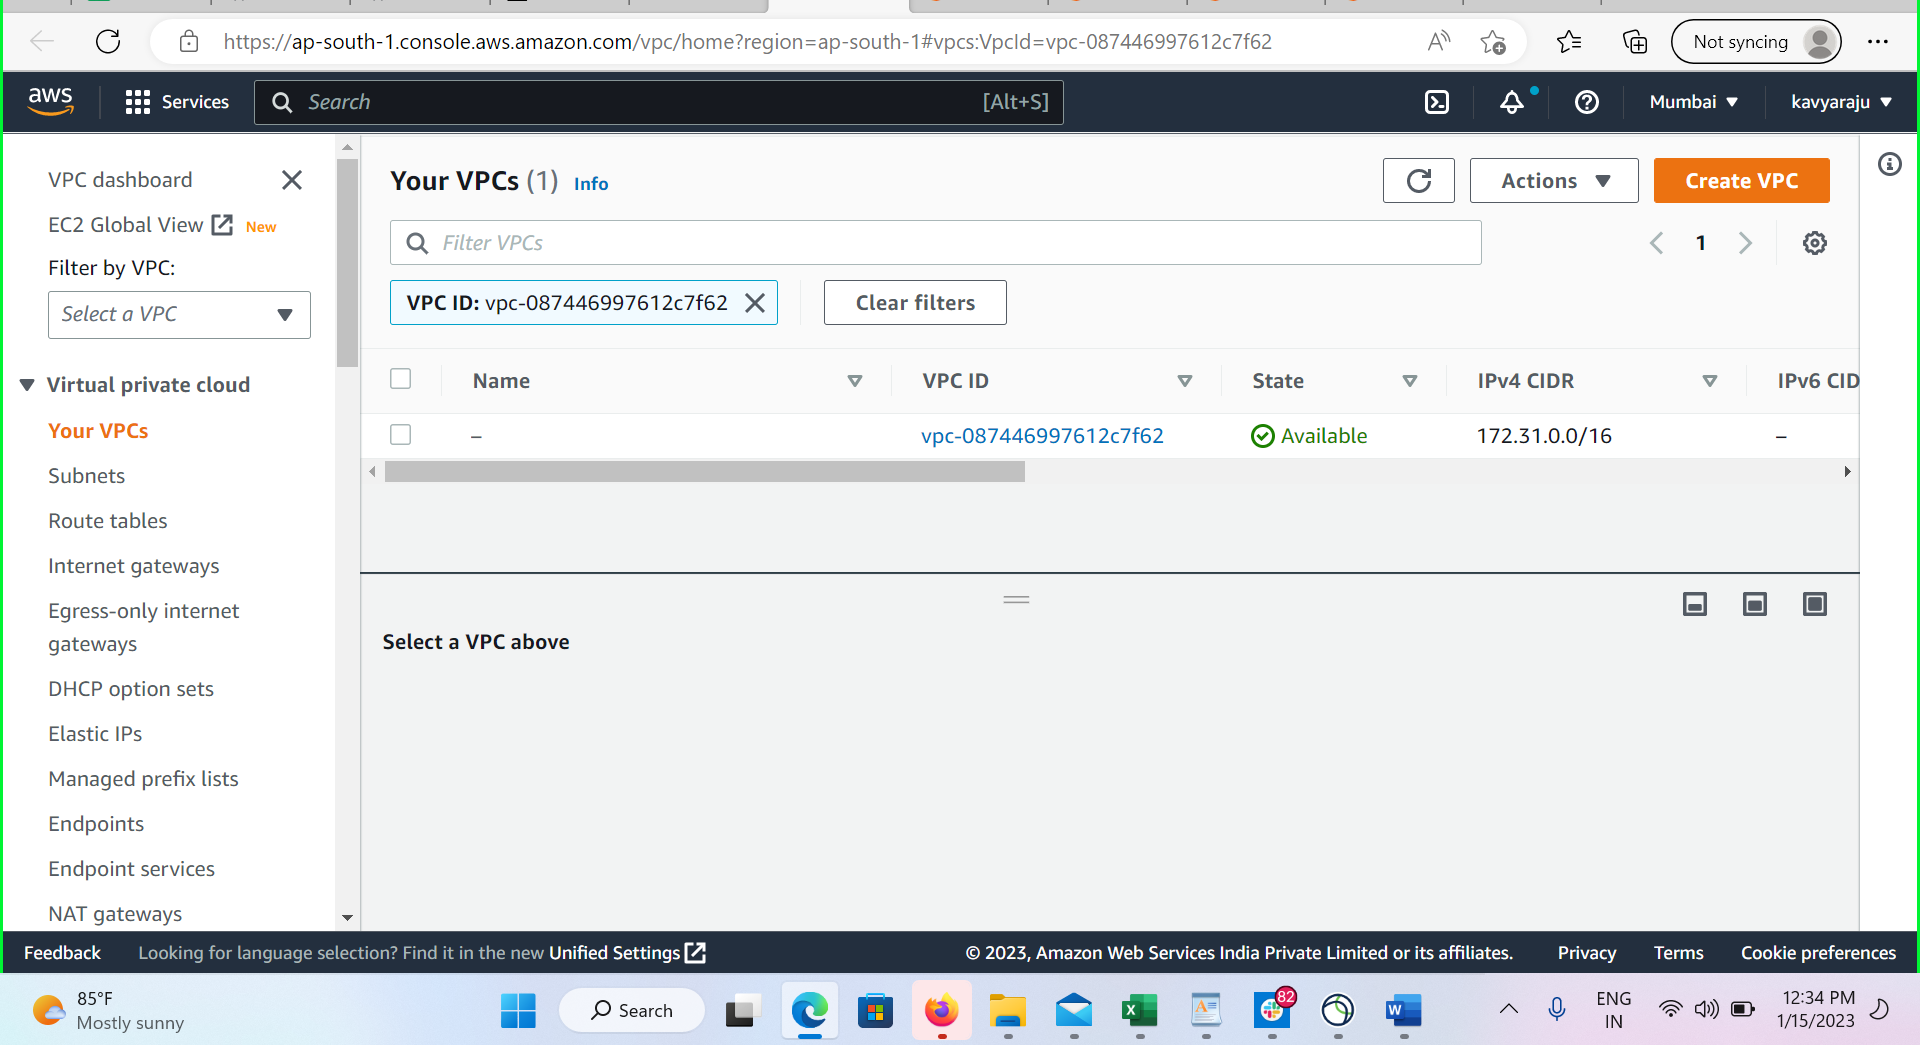 https://ap-south-1.console.aws.amazon.com/vpc/home?region=ap-south-1#vpcs:VpcId=vpc-087446997612c7f62
Not syncing
aws
Services
Search
[Alt+S]
Mumbai
kavyaraju
VPC dashboard
EC2 Global View New
Filter by VPC:
Select a VPC
Virtual private cloud
Your VPCs
Subnets
Route tables
Internet gateways
Egress-only internet
gateways
DHCP option sets
Elastic IPs
Managed prefix lists
Endpoints
Endpoint services
NAT gateways
Your VPCs (1) Info
Actions
Create VPC
Filter VPCs
1
VPC ID: vpc-087446997612c7f62
Clear filters
Name VPC ID State IPv4 CIDR IPv6 CID
– vpc-087446997612c7f62 Available 172.31.0.0/16 –
Select a VPC above
Feedback Looking for language selection? Find it in the new Unified Settings © 2023, Amazon Web Services India Private Limited or its affiliates. Privacy Terms Cookie preferences
85°F
Mostly sunny
Search
82
ENG
IN
12:34 PM
1/15/2023